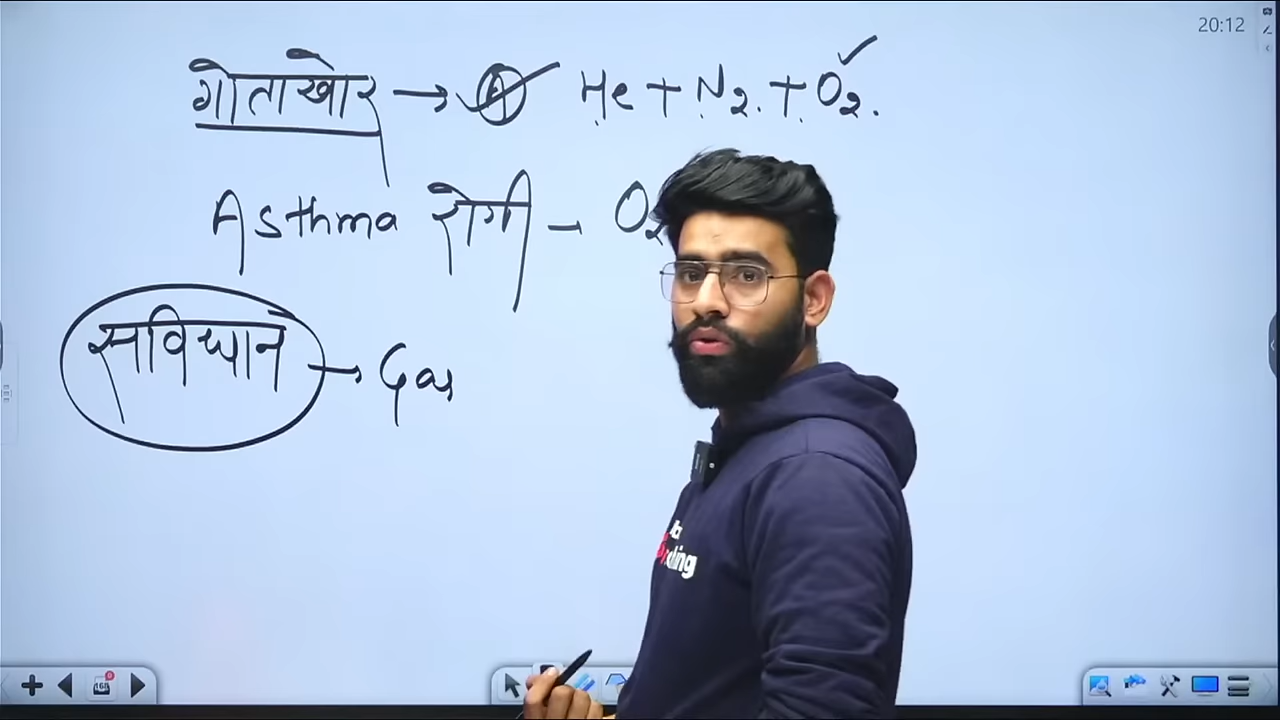 20:12
गोताखोर → A He + N2. + O2.
Asthma रोगी → O2
सविधान → Gas